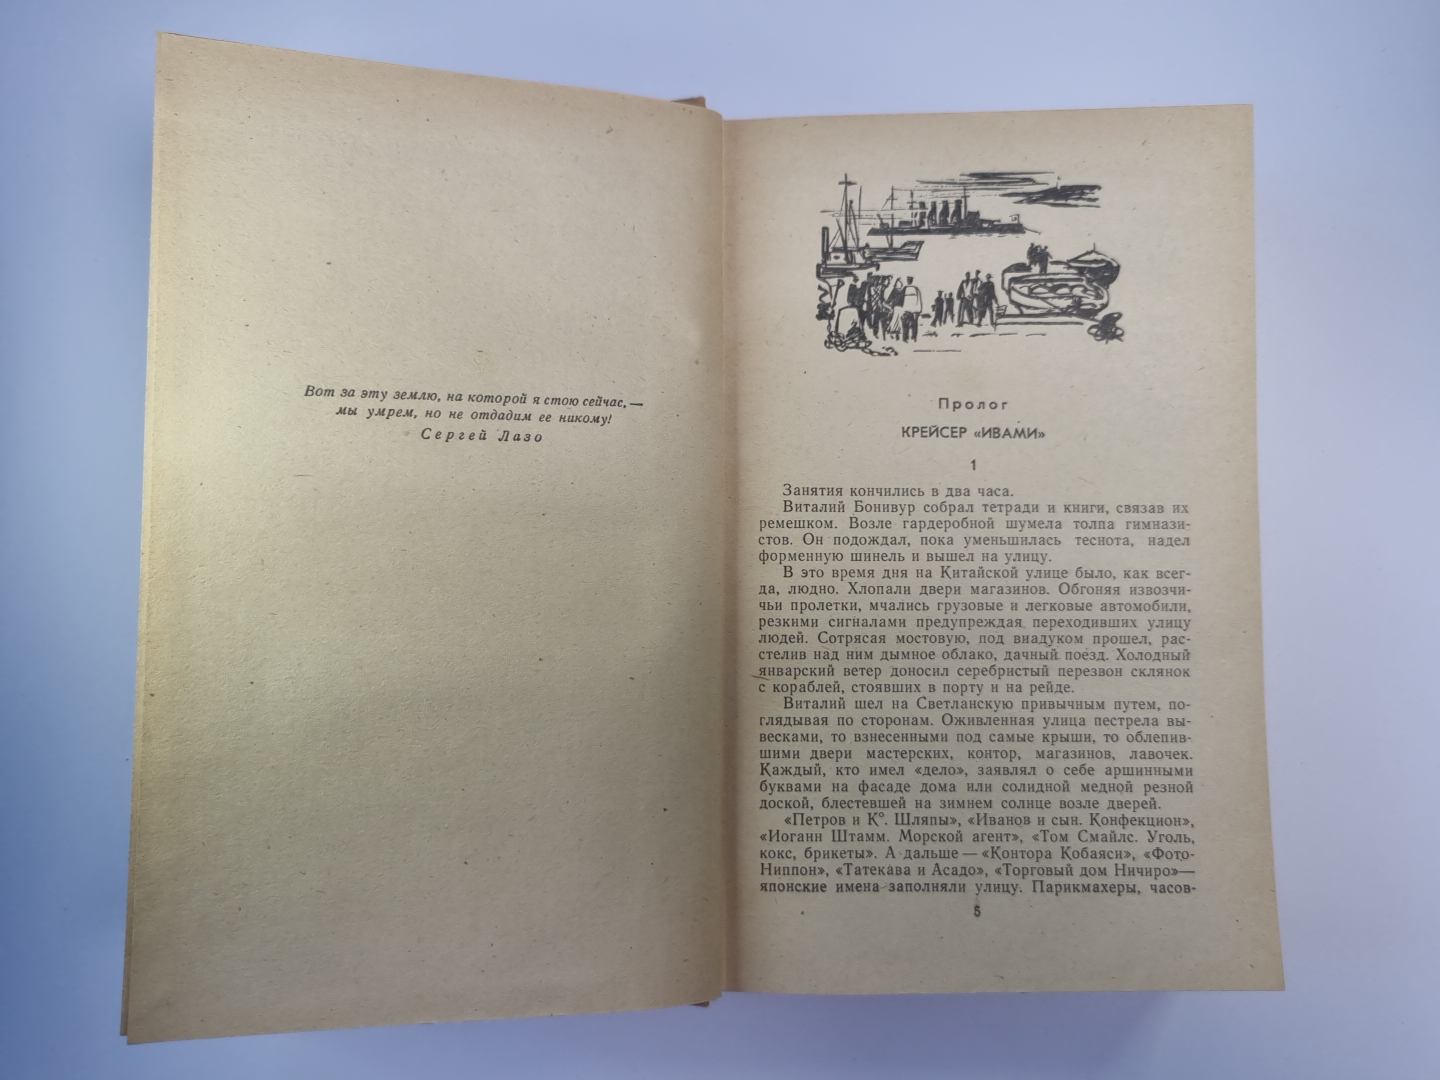 Вот за эту землю, на которой я стою сейчас, —
мы умрем, но не отдадим ее никому!
Сергей Лазо
Пролог
КРЕЙСЕР «ИВАМИ»
1
Занятия кончились в два часа.
Виталий Бонивур собрал тетради и книги, связав их
ремешком. Возле гардеробной шумела толпа гимнази-
стов. Он подождал, пока уменьшилась теснота, надел
форменную шинель и вышел на улицу.
В это время дня на Китайской улице было, как всег-
да, людно. Хлопали двери магазинов. Обгоняя извозчи-
чьи пролетки, мчались грузовые и легковые автомобили,
резкими сигналами предупреждая переходивших улицу
людей. Сотрясая мостовую, под виадуком прошел, рас-
стелив над ним дымное облако, дачный поезд. Холодный
январский ветер доносил серебристый перезвон склянок
с кораблей, стоявших в порту и на рейде.
Виталий шел на Светланскую привычным путем, по-
глядывая по сторонам. Оживленная улица пестрела вы-
весками, то взнесенными под самые крыши, то облепив-
шими двери мастерских, контор, магазинов, лавочек.
Каждый, кто имел «дело», заявлял о себе аршинными
буквами на фасаде дома или солидной медной резной
доской, блестевшей на зимнем солнце возле дверей.
«Петров и К°. Шляпы», «Иванов и сын. Конфекцион»,
«Иоганн Штамм. Морской агент», «Том Смайлс. Уголь,
кокс, брикеты». А дальше — «Контора Кобаяси», «Фото-
Ниппон», «Татекава и Асадо», «Торговый дом Ничиро»—
японские имена заполняли улицу. Парикмахеры, часов-
5